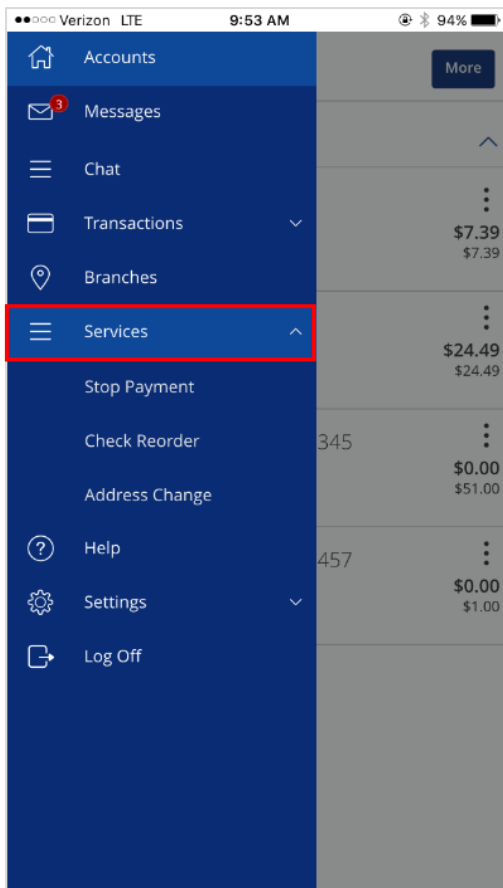 Verizon LTE 9:53 AM 94%
Accounts
More
3
Messages
Chat
Transactions
$7.39
$7.39
Branches
Services
$24.49
$24.49
Stop Payment
Check Reorder
345
$0.00
$51.00
Address Change
Help
457
$0.00
$1.00
Settings
Log Off